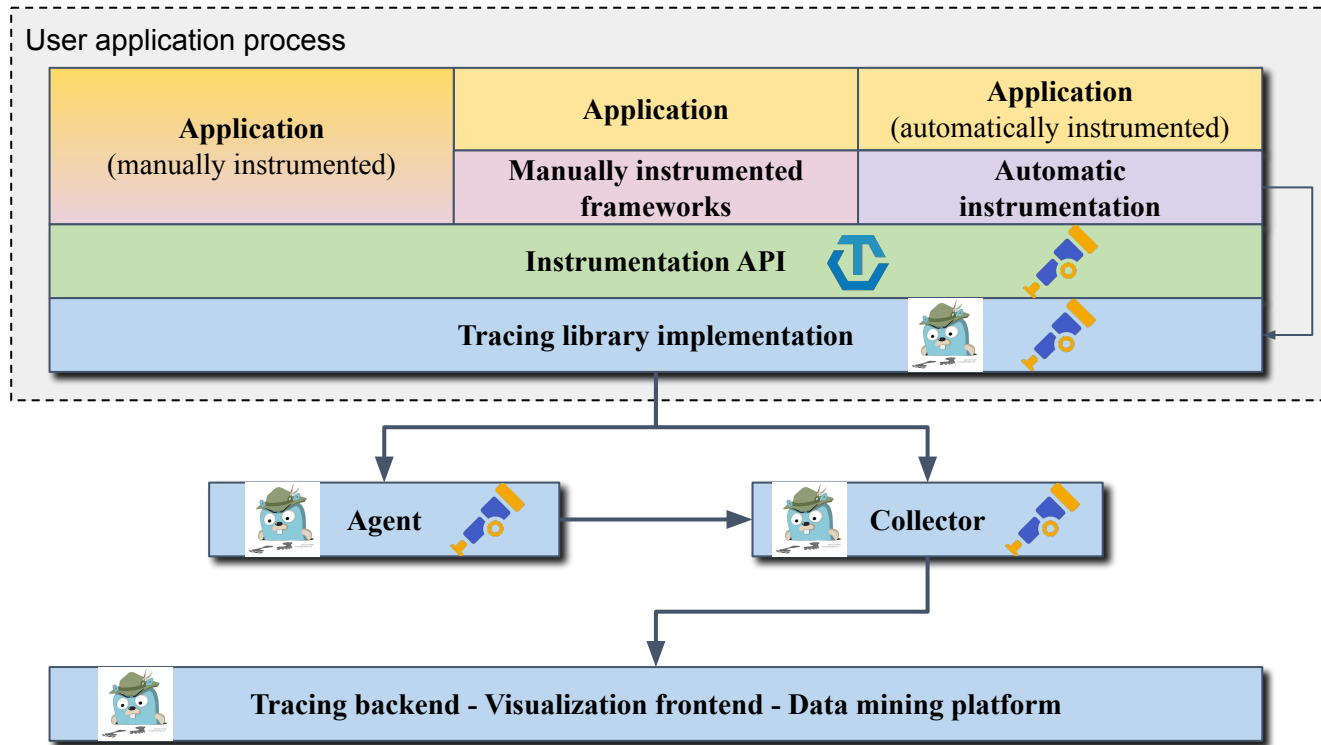 User application process
Application
(manually instrumented)
Application
Application
(automatically instrumented)
Manually instrumented
frameworks
Automatic
instrumentation
Instrumentation API
Tracing library implementation
Agent
Collector
Tracing backend - Visualization frontend - Data mining platform